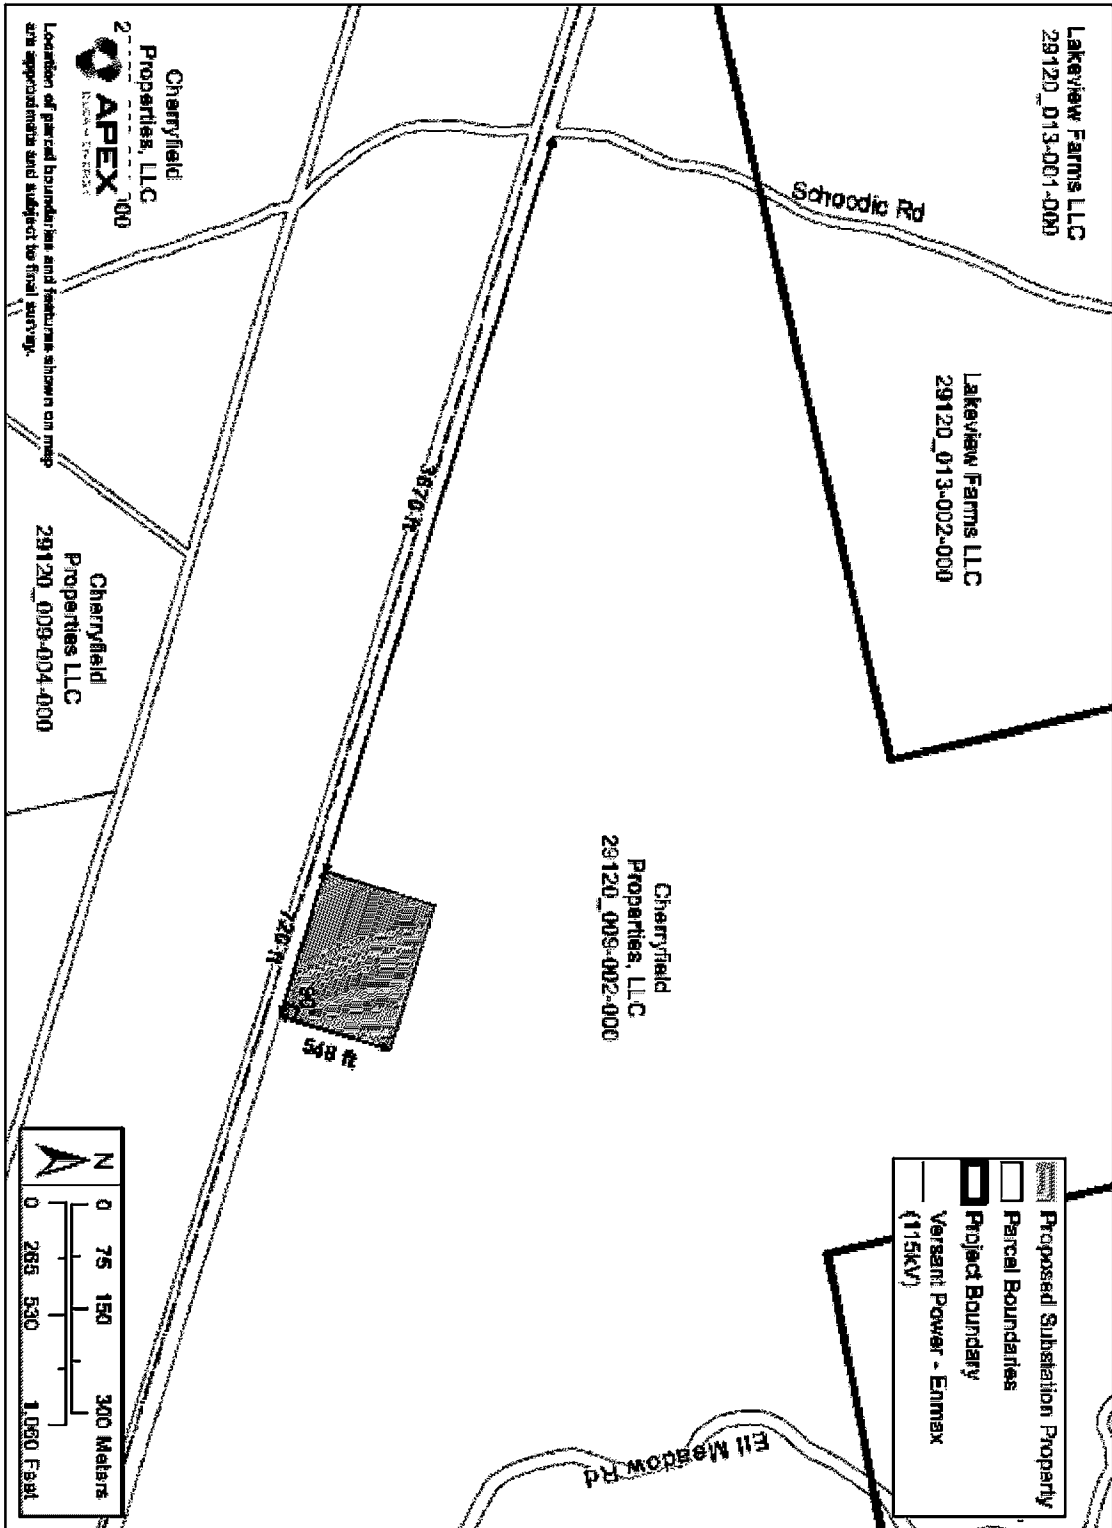 Lakeview Farms LLC
29120_013-001-000
Schoodic Rd
Lakeview Farms LLC
29120_013-002-000
Cherryfield
Properties, LLC
29120_009-002-000
3670 ft
720 ft
90°
548 ft
Cherryfield
Properties, LLC
APEX
Location of parcel boundaries and features shown on map
are approximate and subject to final survey.
Cherryfield
Properties LLC
29120_009-004-000
Ell Meadow Rd
Proposed Substation Property
Parcel Boundaries
Project Boundary
Versant Power - Enmax
(115kV)
N
0 75 150 300 Meters
0 265 530 1,060 Feet